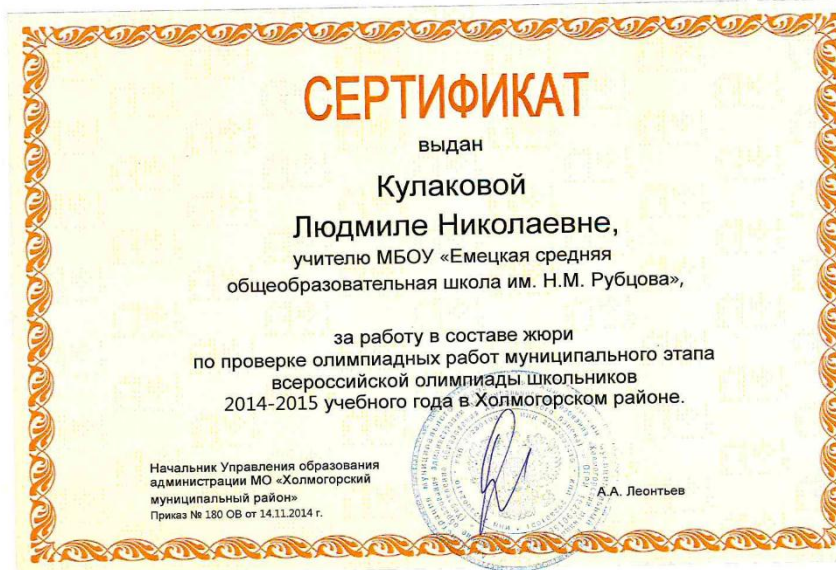 СЕРТИФИКАТ
выдан
Кулаковой
Людмиле Николаевне,
учителю МБОУ «Емецкая средняя
общеобразовательная школа им. Н.М. Рубцова»,
за работу в составе жюри
по проверке олимпиадных работ муниципального этапа
всероссийской олимпиады школьников
2014-2015 учебного года в Холмогорском районе.
Начальник Управления образования
администрации МО «Холмогорский
муниципальный район»
Приказ № 180 ОВ от 14.11.2014 г.
А.А. Леонтьев